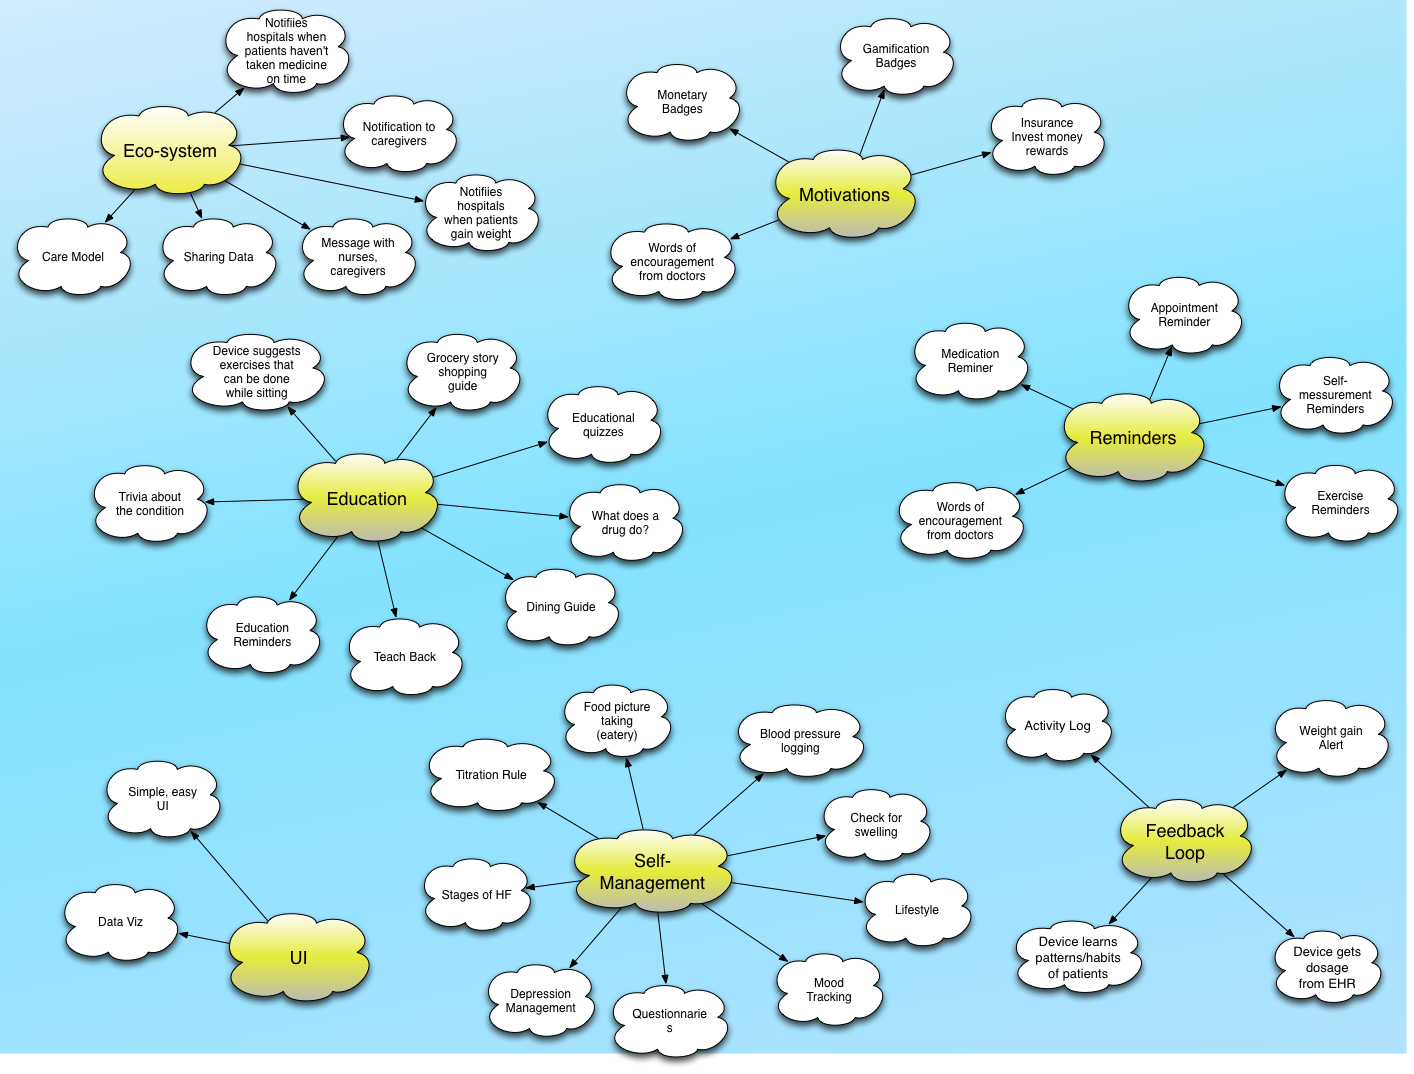 Notifiies
hospitals when
patients haven't
taken medicine
on time
Eco-system
Notification to
caregivers
Notifiies
hospitals
when patients
gain weight
Care Model
Sharing Data
Message with
nurses,
caregivers
Gamification
Badges
Monetary
Badges
Insurance
Invest money
rewards
Motivations
Words of
encouragement
from doctors
Appointment
Reminder
Medication
Reminer
Self-
messurement
Reminders
Reminders
Exercise
Reminders
Words of
encouragement
from doctors
Device suggests
exercises that
can be done
while sitting
Grocery story
shopping
guide
Educational
quizzes
Education
Trivia about
the condition
What does a
drug do?
Dining Guide
Education
Reminders
Teach Back
Food picture
taking
(eatery)
Blood pressure
logging
Titration Rule
Check for
swelling
Self-
Management
Stages of HF
Lifestyle
Depression
Management
Questionnarie
s
Mood
Tracking
Simple, easy
UI
Data Viz
UI
Activity Log
Weight gain
Alert
Feedback
Loop
Device learns
patterns/habits
of patients
Device gets
dosage
from EHR